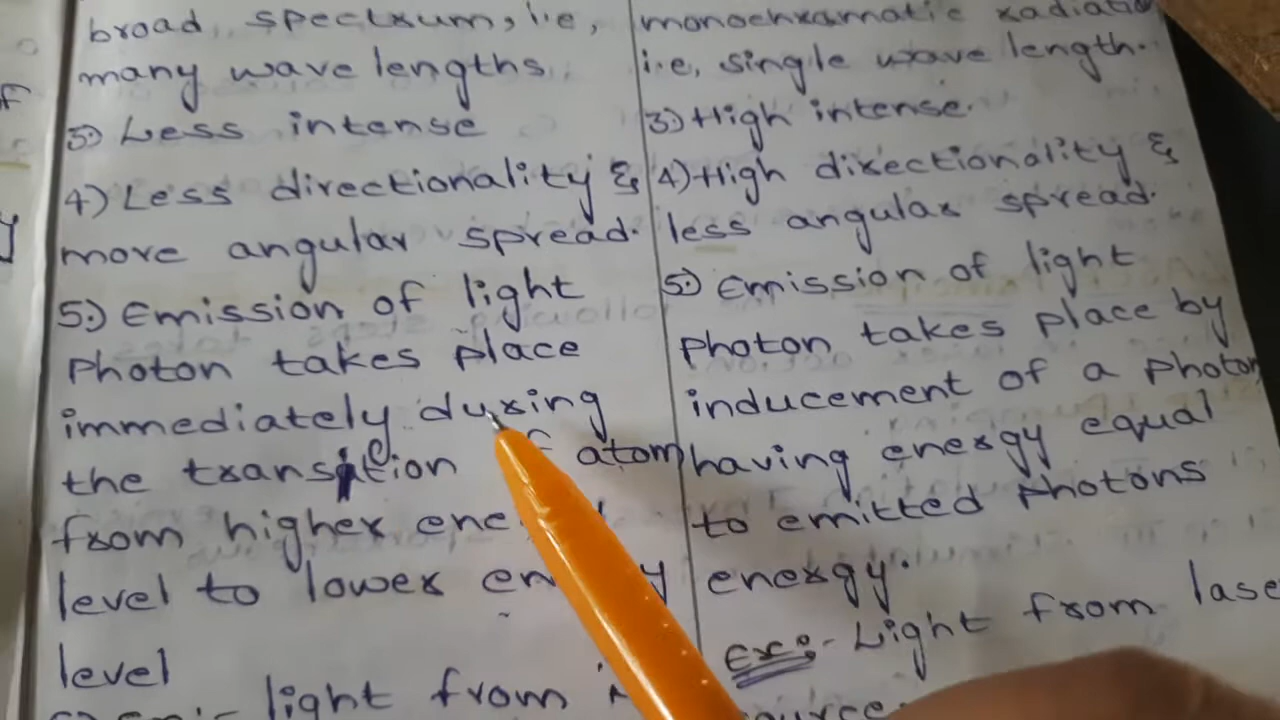 broad, spectrum, i.e,
many wave lengths.
3) Less intense
4) Less directionality &
more angular spread.
5) Emission of light
Photon takes place
immediately during
the transition atom
from higher
level to lower
level
light from
monochramatic
i.e, single wave length.
3) High intense.
4) High directionality &
less angular spread.
5) Emission of light
Photon takes place by
inducement of a photon
having energy equal
to emitted Photons
energy.
Ex:- Light from